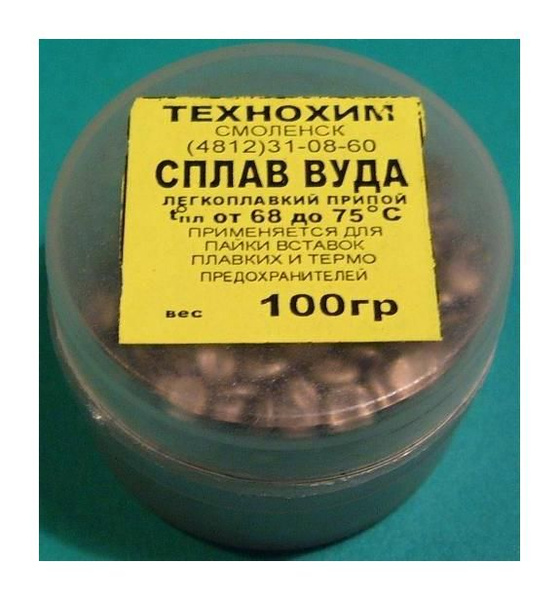 ТЕХНОХИМ
СМОЛЕНСК
(4812)31-08-60
СПЛАВ ВУДА
ЛЕГКОПЛАВКИЙ ПРИПОЙ
t°пл от 68 до 75°С
ПРИМЕНЯЕТСЯ ДЛЯ
ПАЙКИ ВСТАВОК
ПЛАВКИХ И ТЕРМО
ПРЕДОХРАНИТЕЛЕЙ
вес 100гр